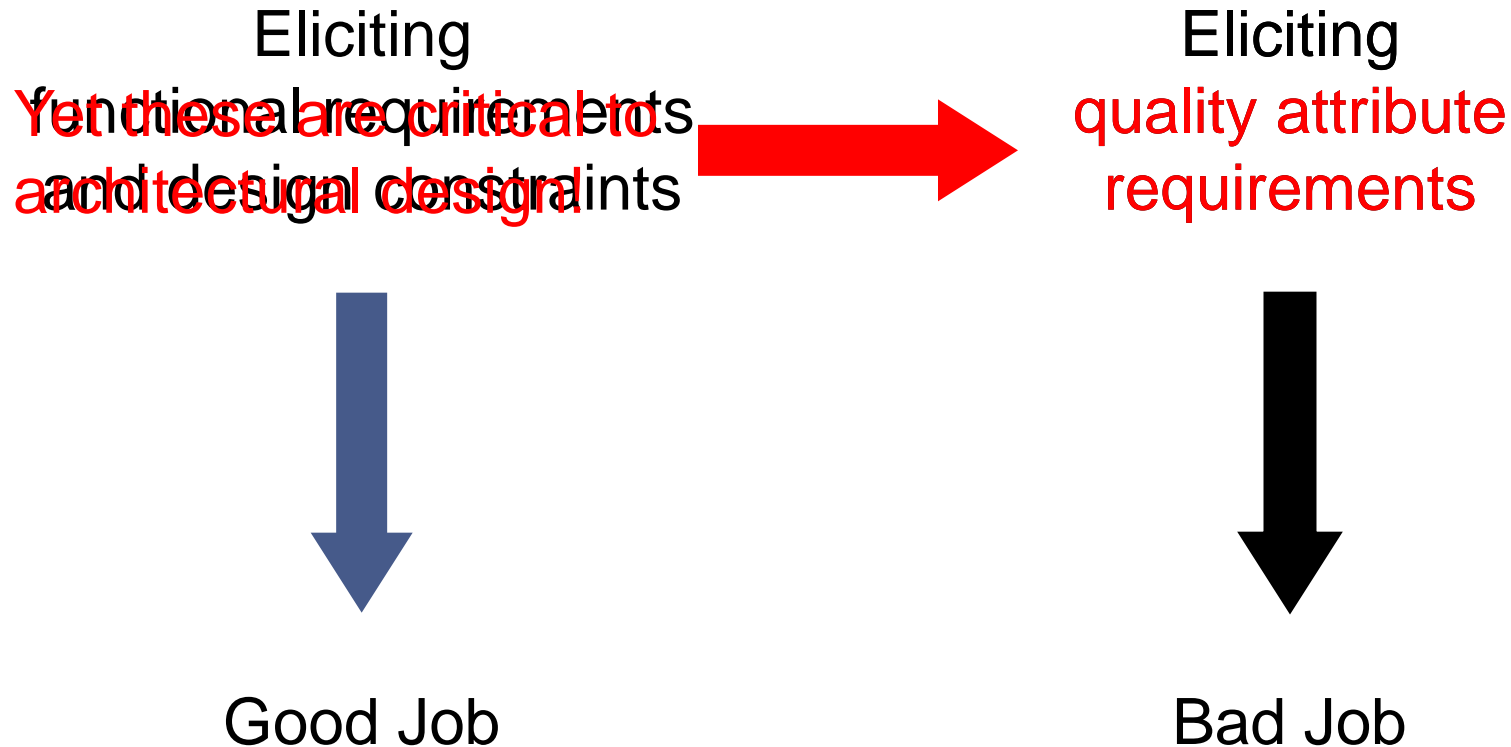 Eliciting
functional requirements
and design constraints
Yet these are critical to
architectural design!
Eliciting
quality attribute
requirements
Good Job
Bad Job